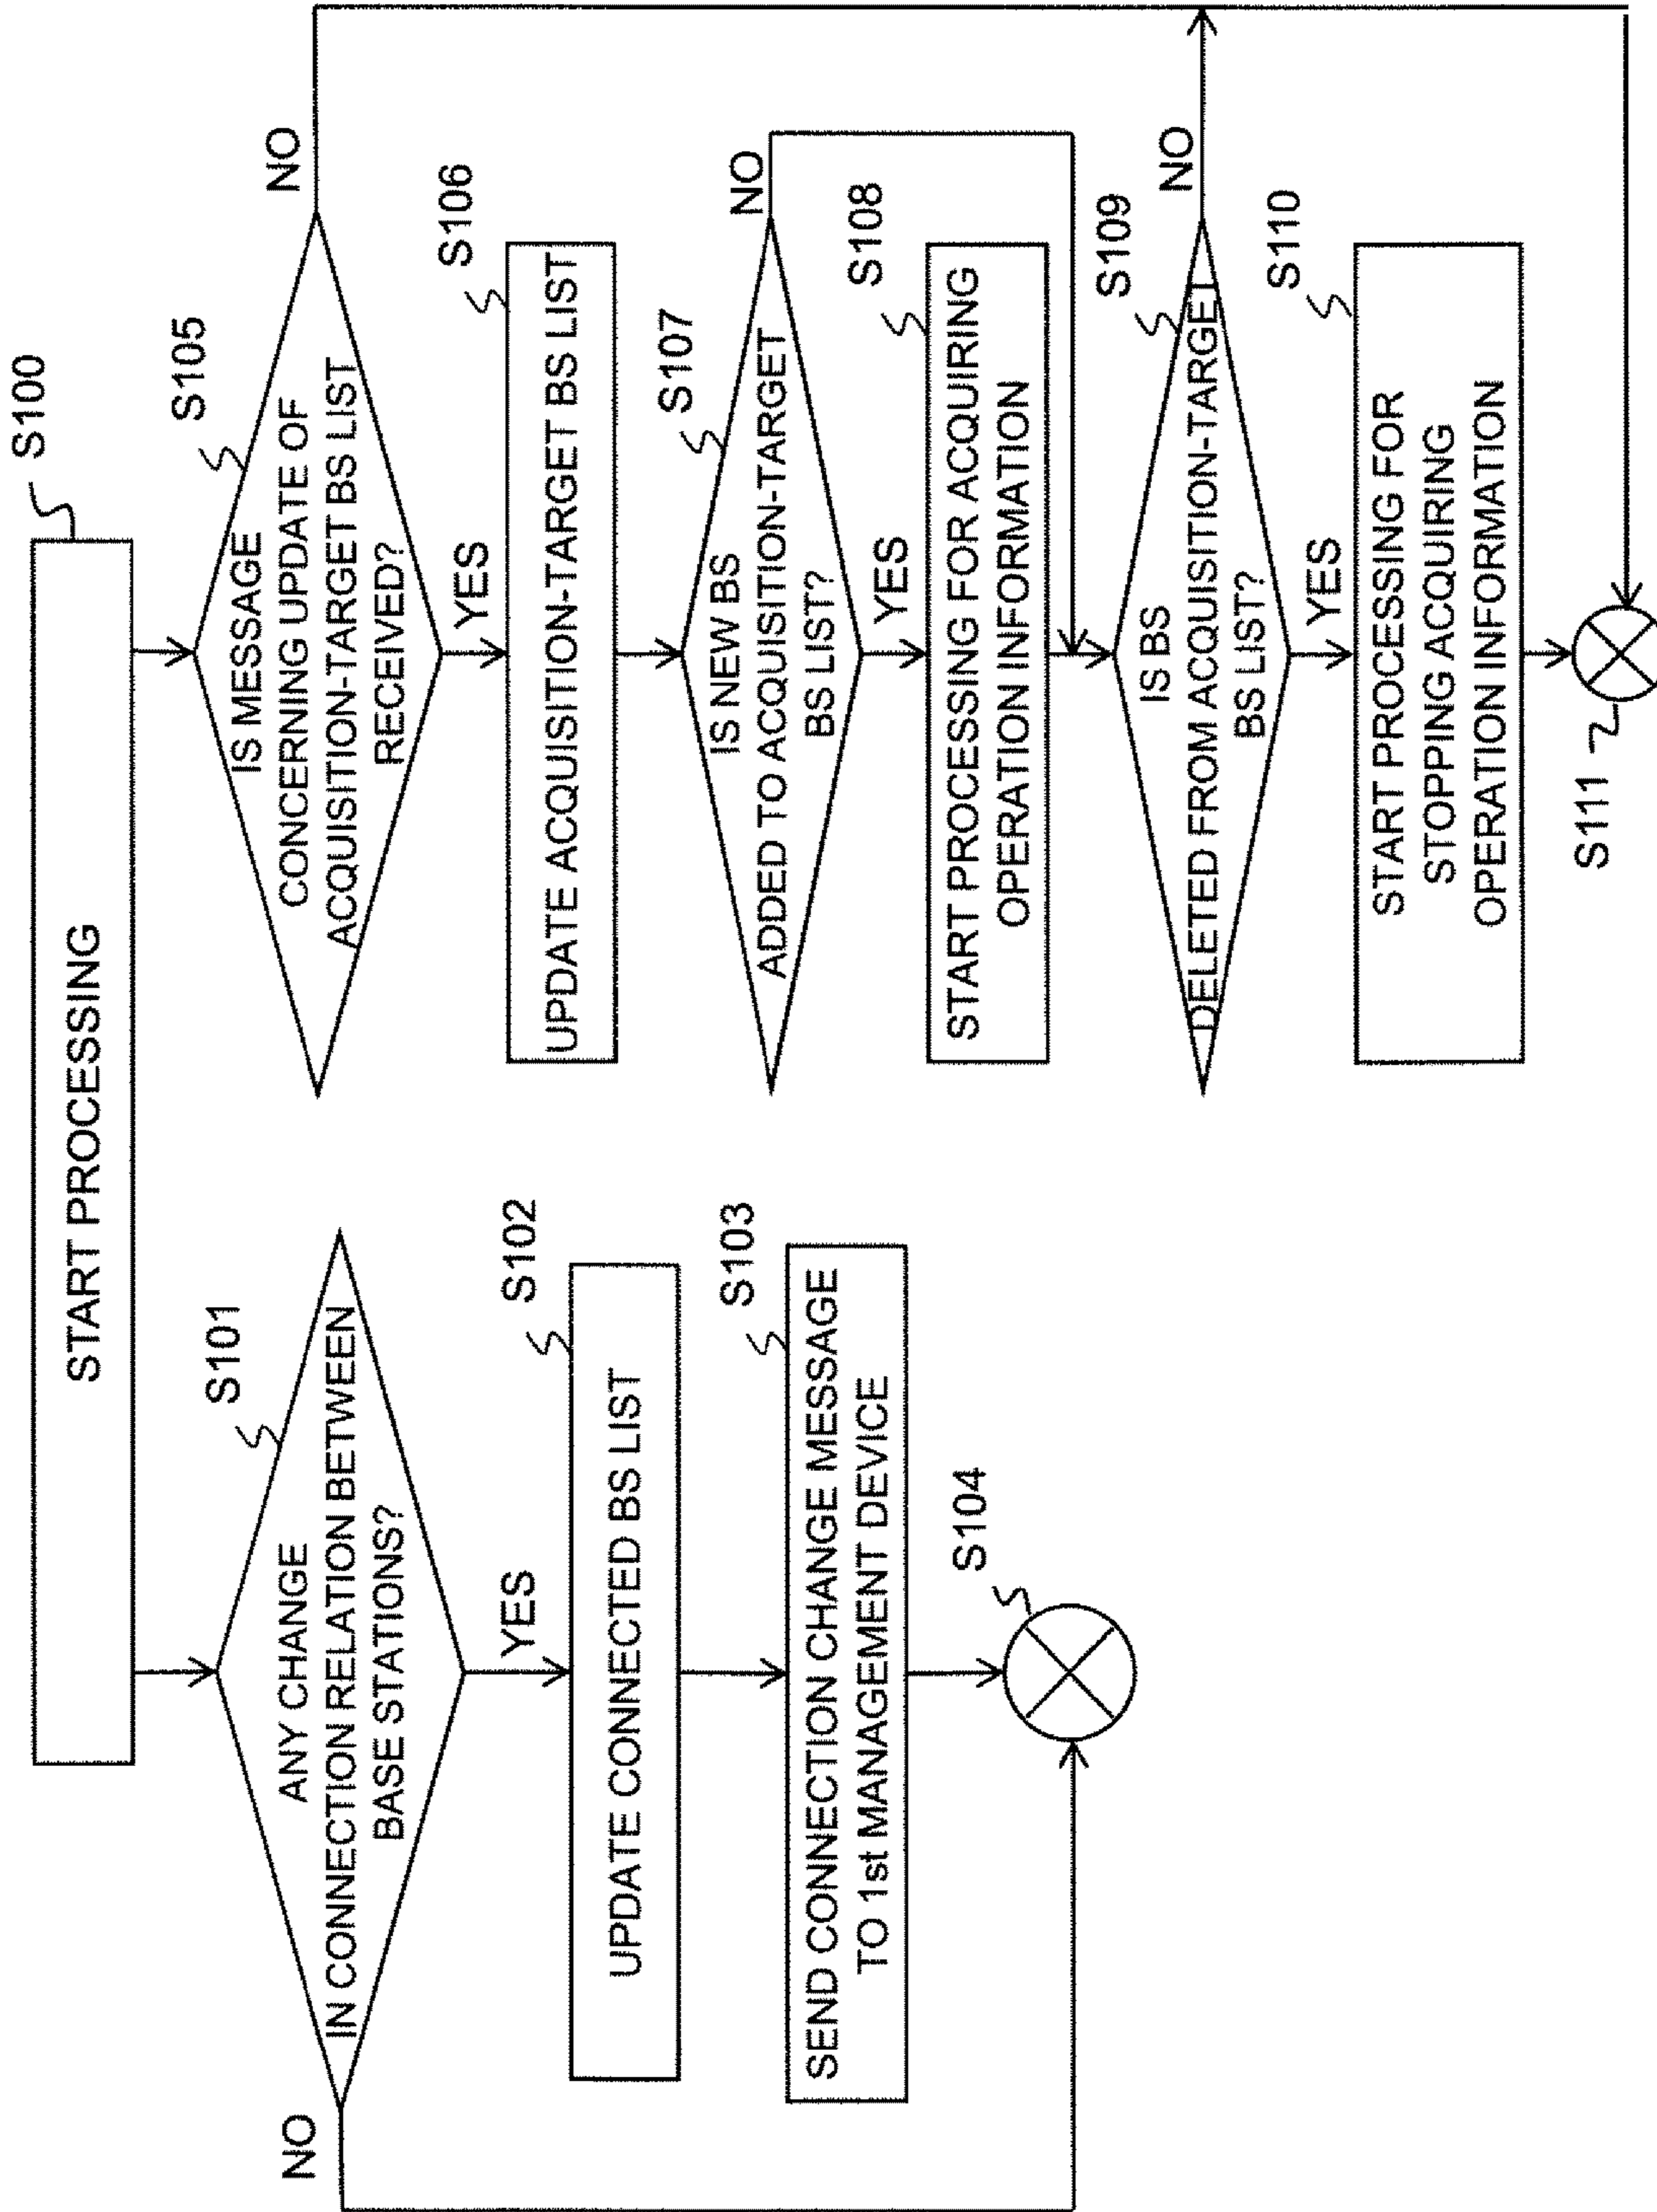 S100
START PROCESSING
S101
ANY CHANGE
IN CONNECTION RELATION BETWEEN
BASE STATIONS?
NO
YES
S102
UPDATE CONNECTED BS LIST
S103
SEND CONNECTION CHANGE MESSAGE
TO 1st MANAGEMENT DEVICE
S104
S105
IS MESSAGE
CONCERNING UPDATE OF
ACQUISITION-TARGET BS LIST
RECEIVED?
NO
YES
S106
UPDATE ACQUISITION-TARGET BS LIST
S107
IS NEW BS
ADDED TO ACQUISITION-TARGET
BS LIST?
NO
YES
S108
START PROCESSING FOR ACQUIRING
OPERATION INFORMATION
S109
IS BS
DELETED FROM ACQUISITION-TARGET
BS LIST?
NO
YES
S110
START PROCESSING FOR
STOPPING ACQUIRING
OPERATION INFORMATION
S111